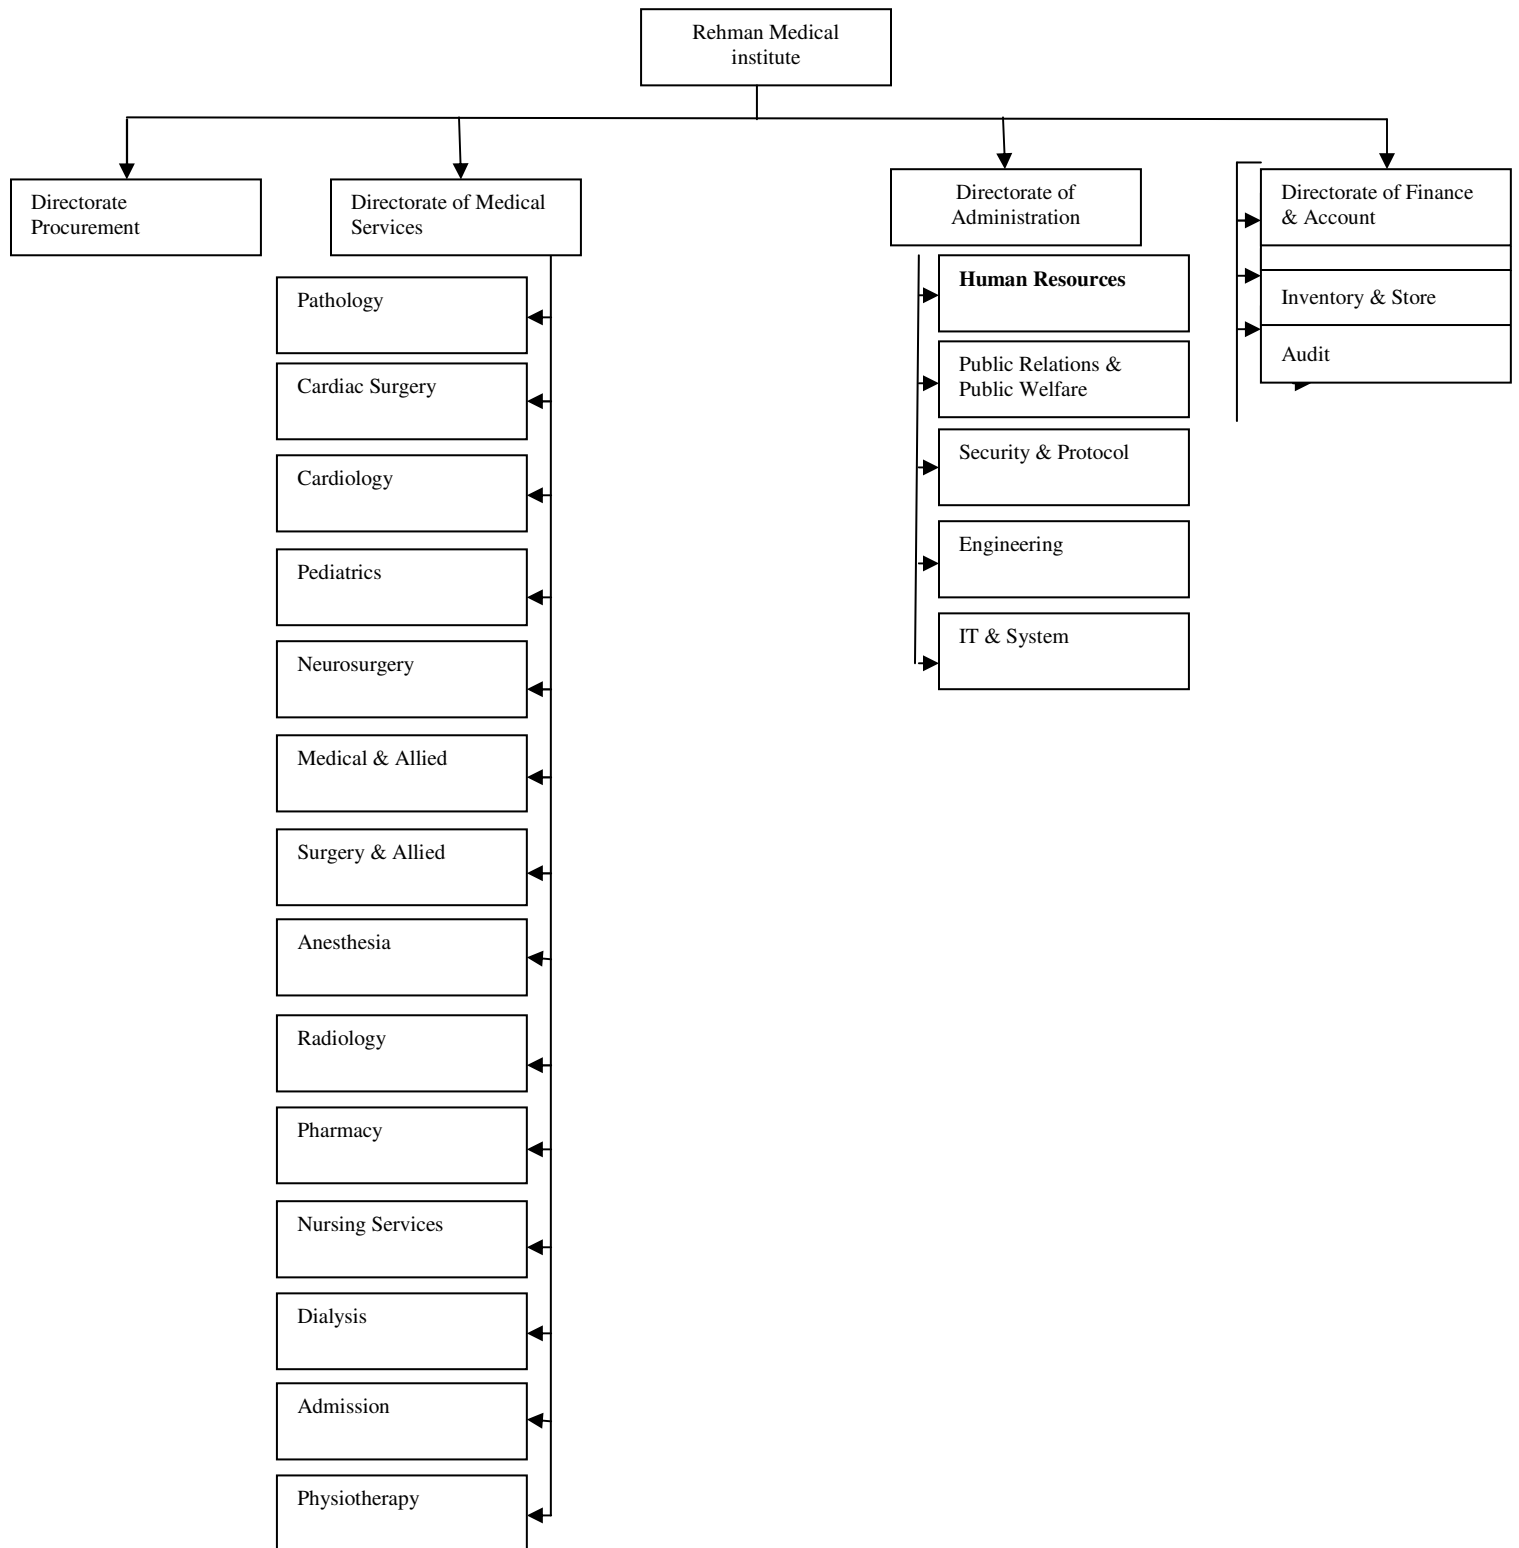 Rehman Medical
institute
Directorate
Procurement
Directorate of Medical
Services
Pathology
Cardiac Surgery
Cardiology
Pediatrics
Neurosurgery
Medical & Allied
Surgery & Allied
Anesthesia
Radiology
Pharmacy
Nursing Services
Dialysis
Admission
Physiotherapy
Directorate of
Administration
Human Resources
Public Relations &
Public Welfare
Security & Protocol
Engineering
IT & System
Directorate of Finance
& Account
Inventory & Store
Audit